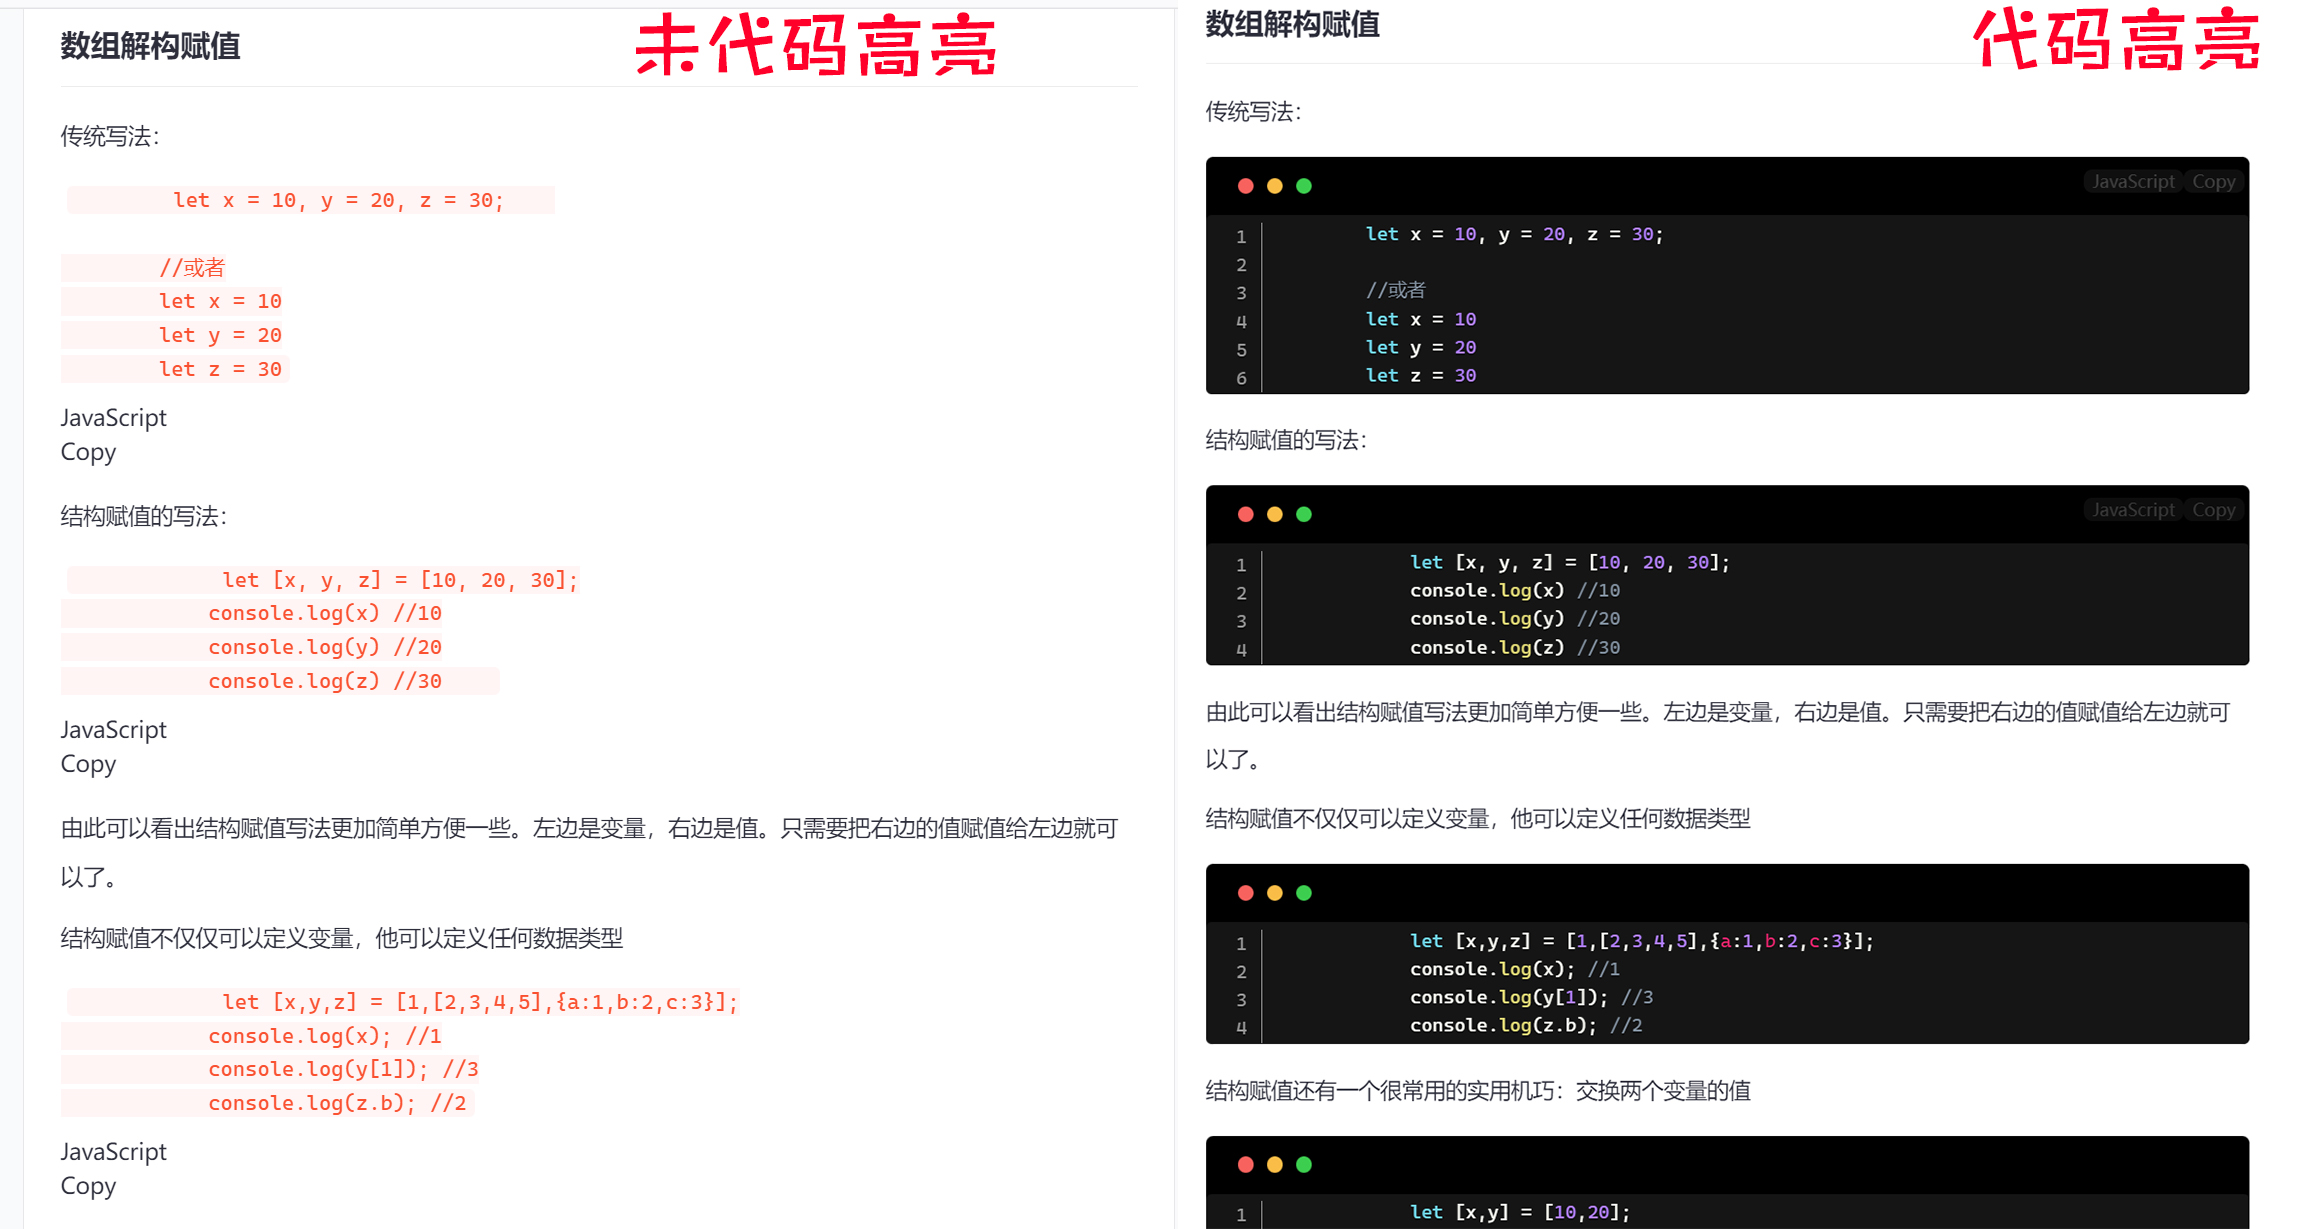 数组解构赋值
未代码高亮
传统写法：
let x = 10, y = 20, z = 30;
//或者
let x = 10
let y = 20
let z = 30
JavaScript
Copy
结构赋值的写法：
let [x, y, z] = [10, 20, 30];
console.log(x) //10
console.log(y) //20
console.log(z) //30
JavaScript
Copy
由此可以看出结构赋值写法更加简单方便一些。左边是变量，右边是值。只需要把右边的值赋值给左边就可
以了。
结构赋值不仅仅可以定义变量，他可以定义任何数据类型
let [x,y,z] = [1,[2,3,4,5],{a:1,b:2,c:3}];
console.log(x); //1
console.log(y[1]); //3
console.log(z.b); //2
JavaScript
Copy
数组解构赋值
代码高亮
传统写法：
JavaScript Copy
1 let x = 10, y = 20, z = 30;
2
3 //或者
4 let x = 10
5 let y = 20
6 let z = 30
结构赋值的写法：
JavaScript Copy
1 let [x, y, z] = [10, 20, 30];
2 console.log(x) //10
3 console.log(y) //20
4 console.log(z) //30
由此可以看出结构赋值写法更加简单方便一些。左边是变量，右边是值。只需要把右边的值赋值给左边就可
以了。
结构赋值不仅仅可以定义变量，他可以定义任何数据类型
1 let [x,y,z] = [1,[2,3,4,5],{a:1,b:2,c:3}];
2 console.log(x); //1
3 console.log(y[1]); //3
4 console.log(z.b); //2
结构赋值还有一个很常用的实用机巧：交换两个变量的值
1 let [x,y] = [10,20];